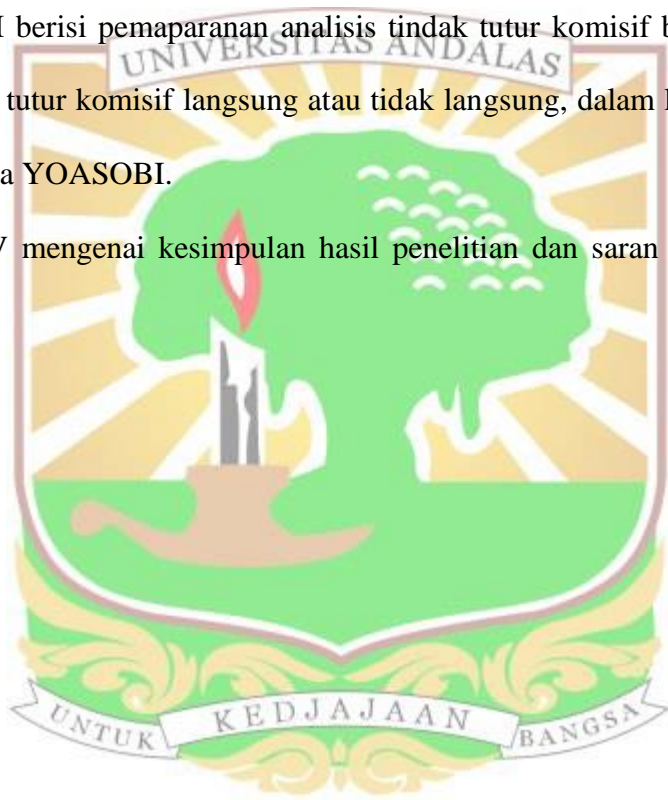 berisi pemaparanan analisis tindak tutur komisif
UNIVERSITAS ANDALAS
tutur komisif langsung atau tidak langsung, dalam
YOASOBI.
mengenai kesimpulan hasil penelitian dan saran
UNTUK KEDJAJAAN BANGSA